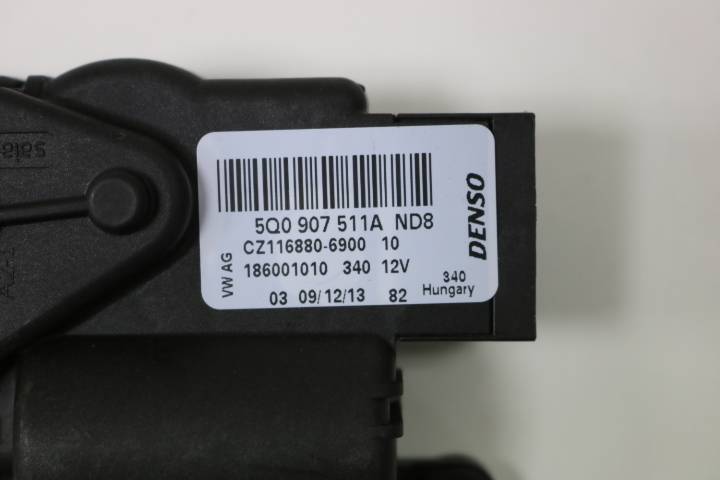 5Q0 907 511A ND8
CZ116880-6900 10
186001010 340 12V
03 09/12/13 82
VW AG
DENSO
340
Hungary
saia